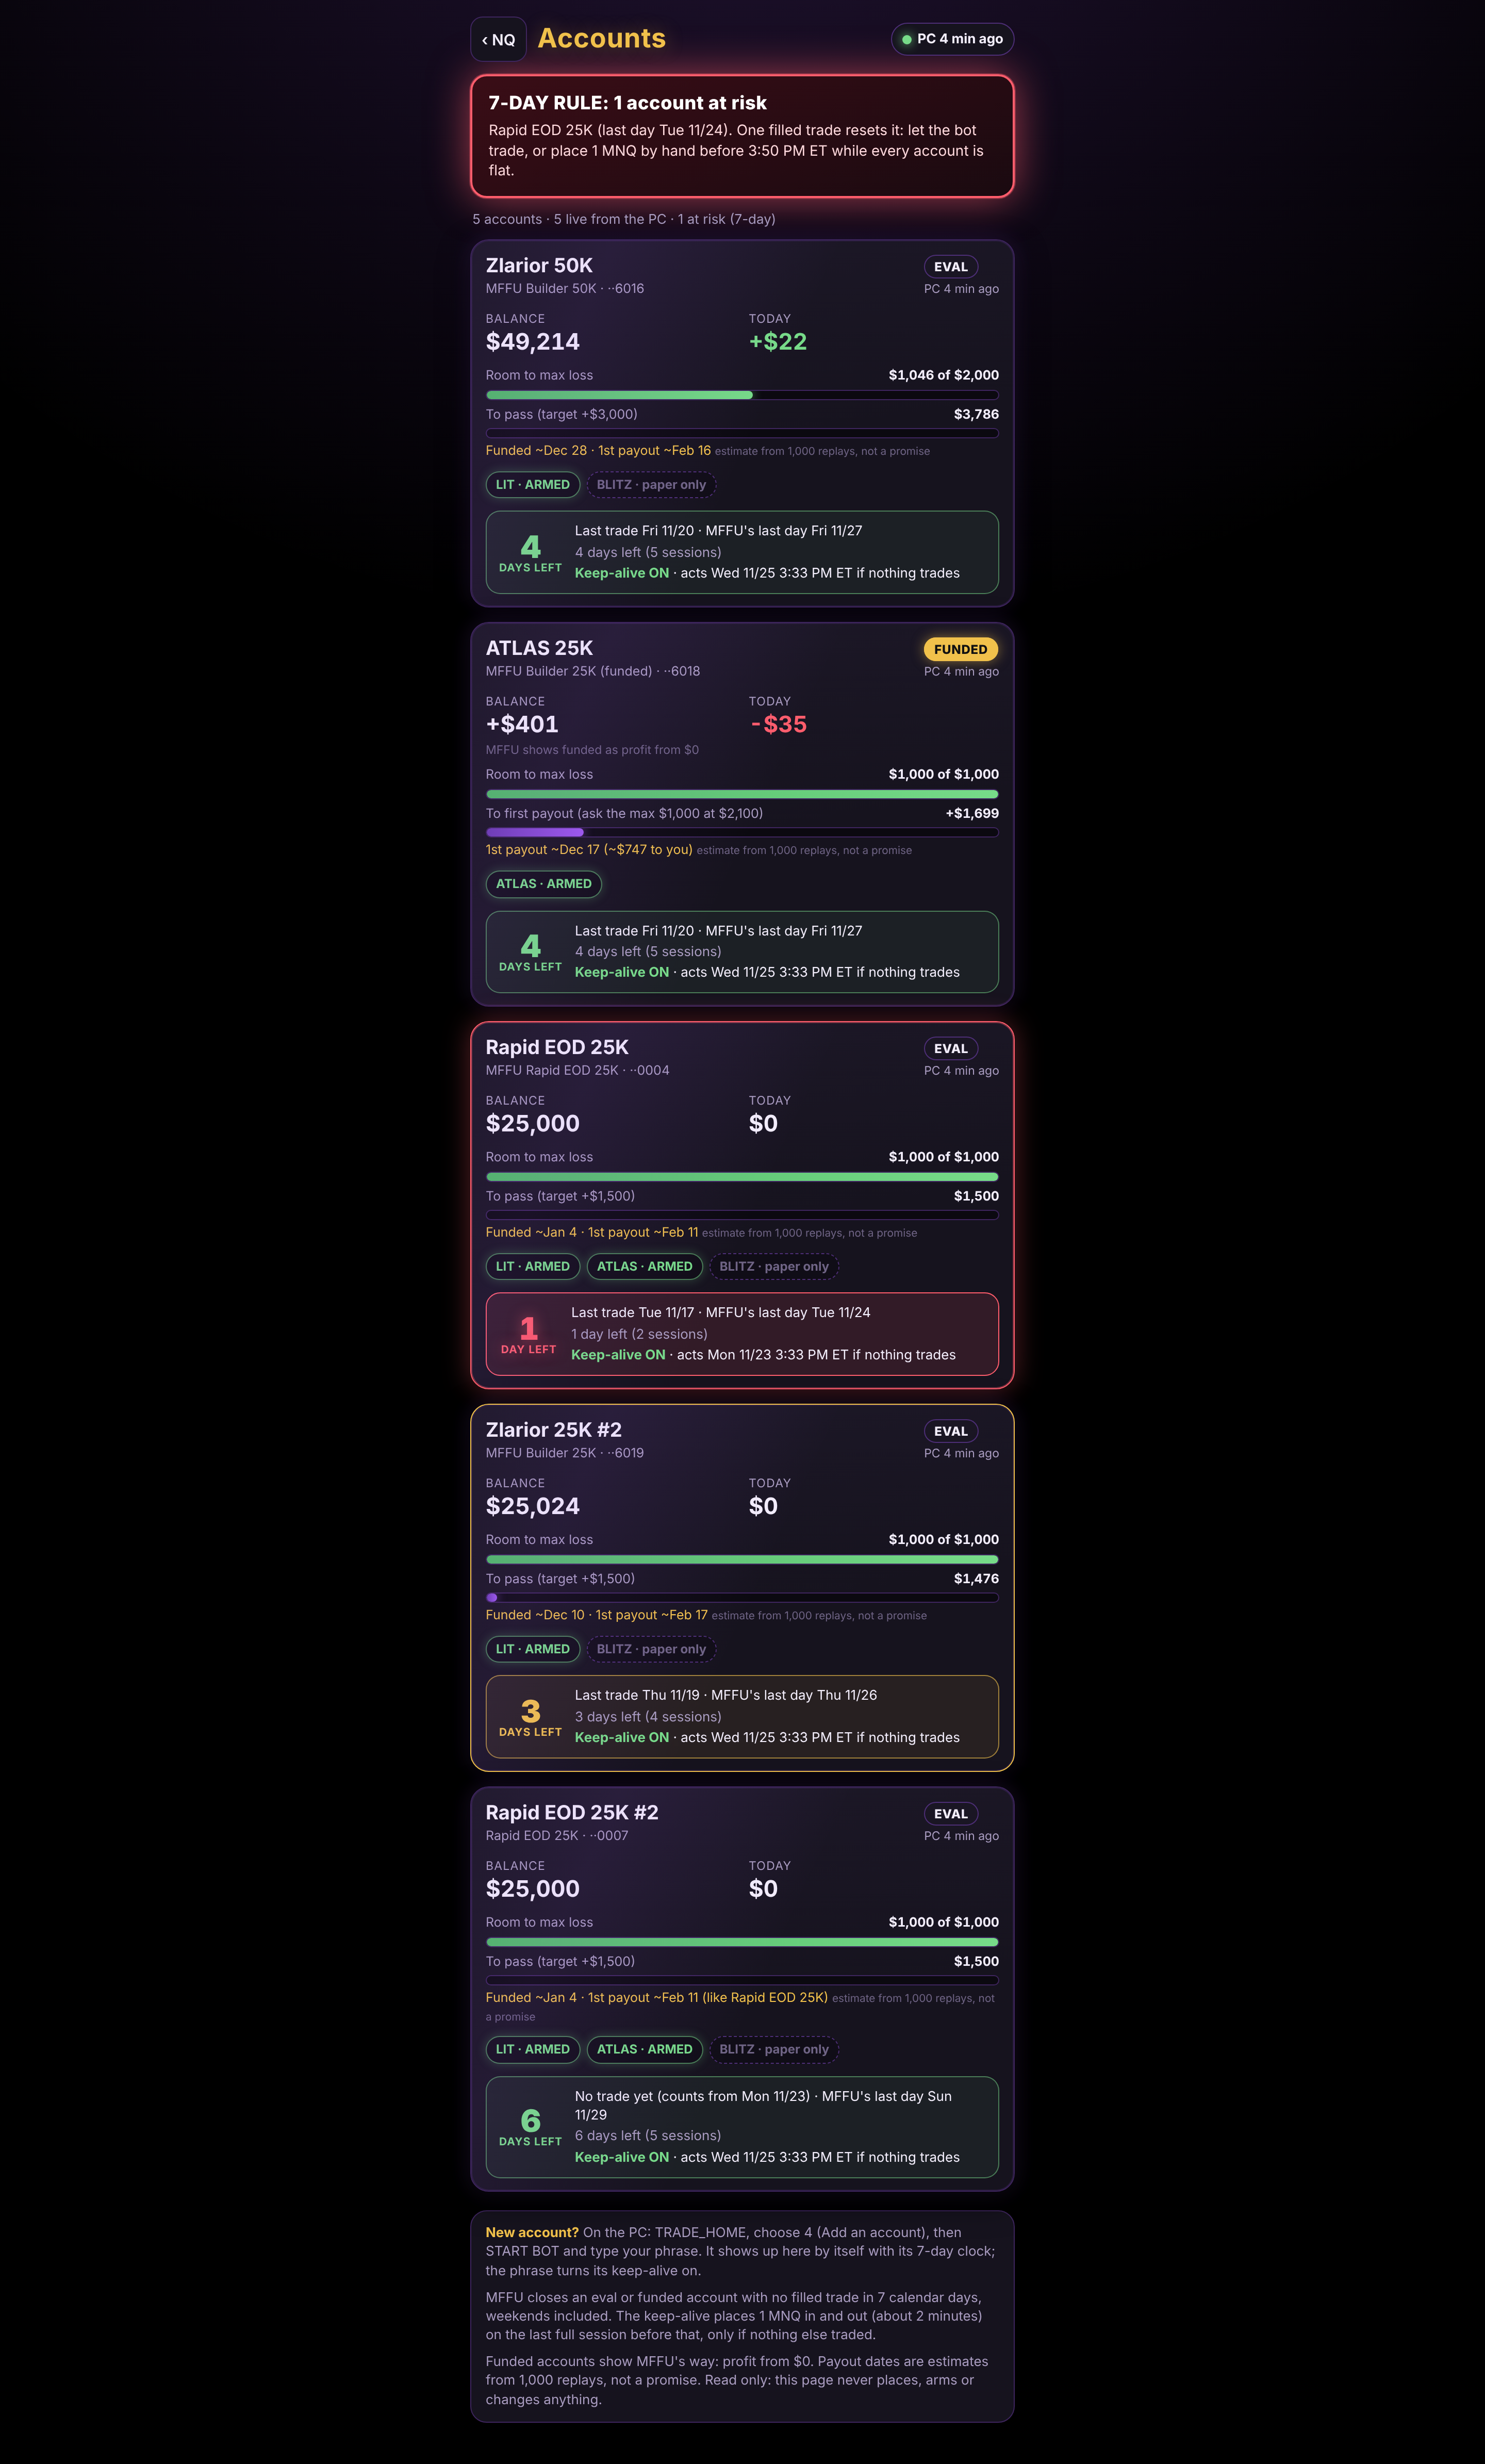 ‹ NQ
Accounts
PC 4 min ago
7-DAY RULE: 1 account at risk
Rapid EOD 25K (last day Tue 11/24). One filled trade resets it: let the bot
trade, or place 1 MNQ by hand before 3:50 PM ET while every account is
flat.
5 accounts · 5 live from the PC · 1 at risk (7-day)
Zlarior 50K
EVAL
MFFU Builder 50K · ··6016
PC 4 min ago
BALANCE
TODAY
$49,214
+$22
Room to max loss
$1,046 of $2,000
To pass (target +$3,000)
$3,786
Funded ~Dec 28 · 1st payout ~Feb 16 estimate from 1,000 replays, not a promise
LIT · ARMED
BLITZ · paper only
4
DAYS LEFT
Last trade Fri 11/20 · MFFU's last day Fri 11/27
4 days left (5 sessions)
Keep-alive ON · acts Wed 11/25 3:33 PM ET if nothing trades
ATLAS 25K
FUNDED
MFFU Builder 25K (funded) · ··6018
PC 4 min ago
BALANCE
TODAY
+$401
-$35
MFFU shows funded as profit from $0
Room to max loss
$1,000 of $1,000
To first payout (ask the max $1,000 at $2,100)
+$1,699
1st payout ~Dec 17 (~$747 to you) estimate from 1,000 replays, not a promise
ATLAS · ARMED
4
DAYS LEFT
Last trade Fri 11/20 · MFFU's last day Fri 11/27
4 days left (5 sessions)
Keep-alive ON · acts Wed 11/25 3:33 PM ET if nothing trades
Rapid EOD 25K
EVAL
MFFU Rapid EOD 25K · ··0004
PC 4 min ago
BALANCE
TODAY
$25,000
$0
Room to max loss
$1,000 of $1,000
To pass (target +$1,500)
$1,500
Funded ~Jan 4 · 1st payout ~Feb 11 estimate from 1,000 replays, not a promise
LIT · ARMED
ATLAS · ARMED
BLITZ · paper only
1
DAY LEFT
Last trade Tue 11/17 · MFFU's last day Tue 11/24
1 day left (2 sessions)
Keep-alive ON · acts Mon 11/23 3:33 PM ET if nothing trades
Zlarior 25K #2
EVAL
MFFU Builder 25K · ··6019
PC 4 min ago
BALANCE
TODAY
$25,024
$0
Room to max loss
$1,000 of $1,000
To pass (target +$1,500)
$1,476
Funded ~Dec 10 · 1st payout ~Feb 17 estimate from 1,000 replays, not a promise
LIT · ARMED
BLITZ · paper only
3
DAYS LEFT
Last trade Thu 11/19 · MFFU's last day Thu 11/26
3 days left (4 sessions)
Keep-alive ON · acts Wed 11/25 3:33 PM ET if nothing trades
Rapid EOD 25K #2
EVAL
Rapid EOD 25K · ··0007
PC 4 min ago
BALANCE
TODAY
$25,000
$0
Room to max loss
$1,000 of $1,000
To pass (target +$1,500)
$1,500
Funded ~Jan 4 · 1st payout ~Feb 11 (like Rapid EOD 25K) estimate from 1,000 replays, not
a promise
LIT · ARMED
ATLAS · ARMED
BLITZ · paper only
6
DAYS LEFT
No trade yet (counts from Mon 11/23) · MFFU's last day Sun
11/29
6 days left (5 sessions)
Keep-alive ON · acts Wed 11/25 3:33 PM ET if nothing trades
New account? On the PC: TRADE_HOME, choose 4 (Add an account), then
START BOT and type your phrase. It shows up here by itself with its 7-day clock;
the phrase turns its keep-alive on.
MFFU closes an eval or funded account with no filled trade in 7 calendar days,
weekends included. The keep-alive places 1 MNQ in and out (about 2 minutes)
on the last full session before that, only if nothing else traded.
Funded accounts show MFFU's way: profit from $0. Payout dates are estimates
from 1,000 replays, not a promise. Read only: this page never places, arms or
changes anything.